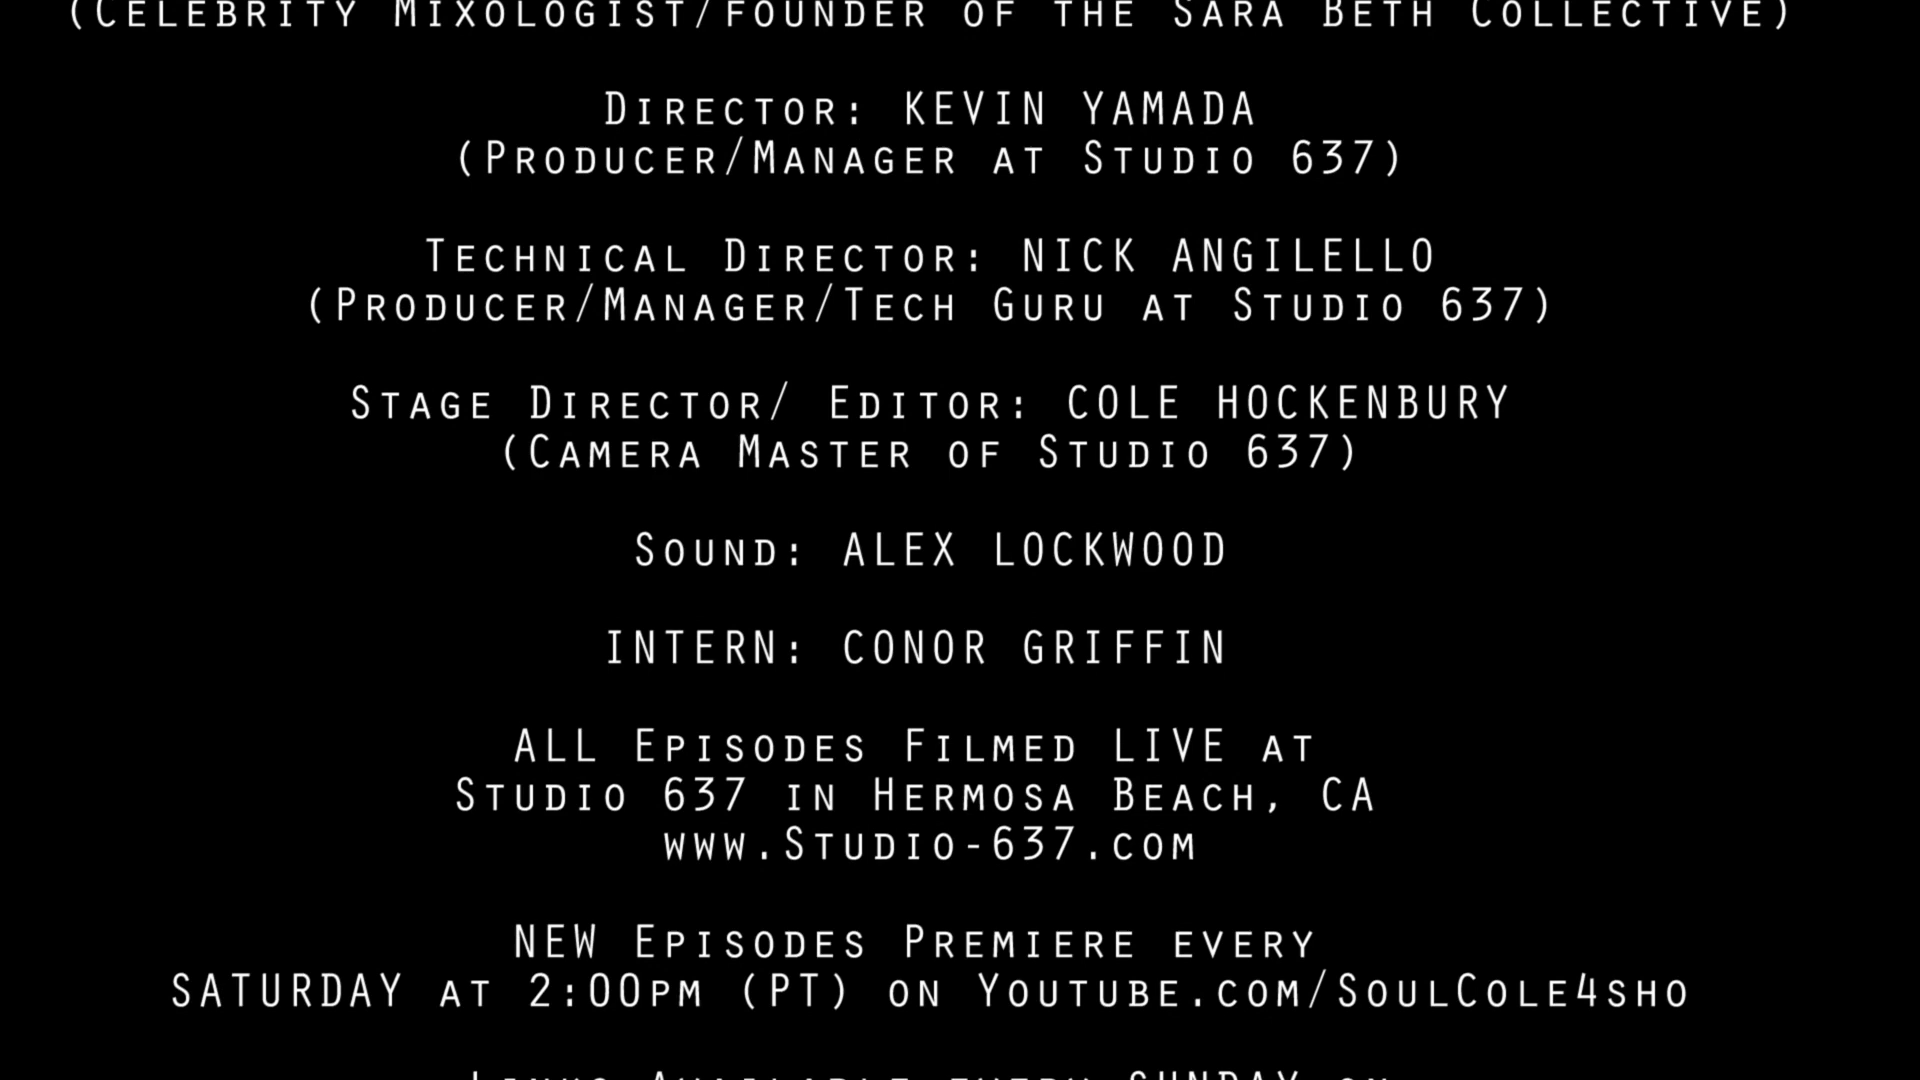 (Celebrity Mixologist/founder of the Sara Beth Collective)
Director: KEVIN YAMADA
(Producer/Manager at Studio 637)
Technical Director: NICK ANGILELLO
(Producer/Manager/Tech Guru at Studio 637)
Stage Director/ Editor: COLE HOCKENBURY
(Camera Master of Studio 637)
Sound: ALEX LOCKWOOD
INTERN: CONOR GRIFFIN
ALL Episodes Filmed LIVE at
Studio 637 in Hermosa Beach, CA
www.Studio-637.com
NEW Episodes Premiere every
SATURDAY at 2:00pm (PT) on Youtube.com/SoulCole4sho
SUNDAY